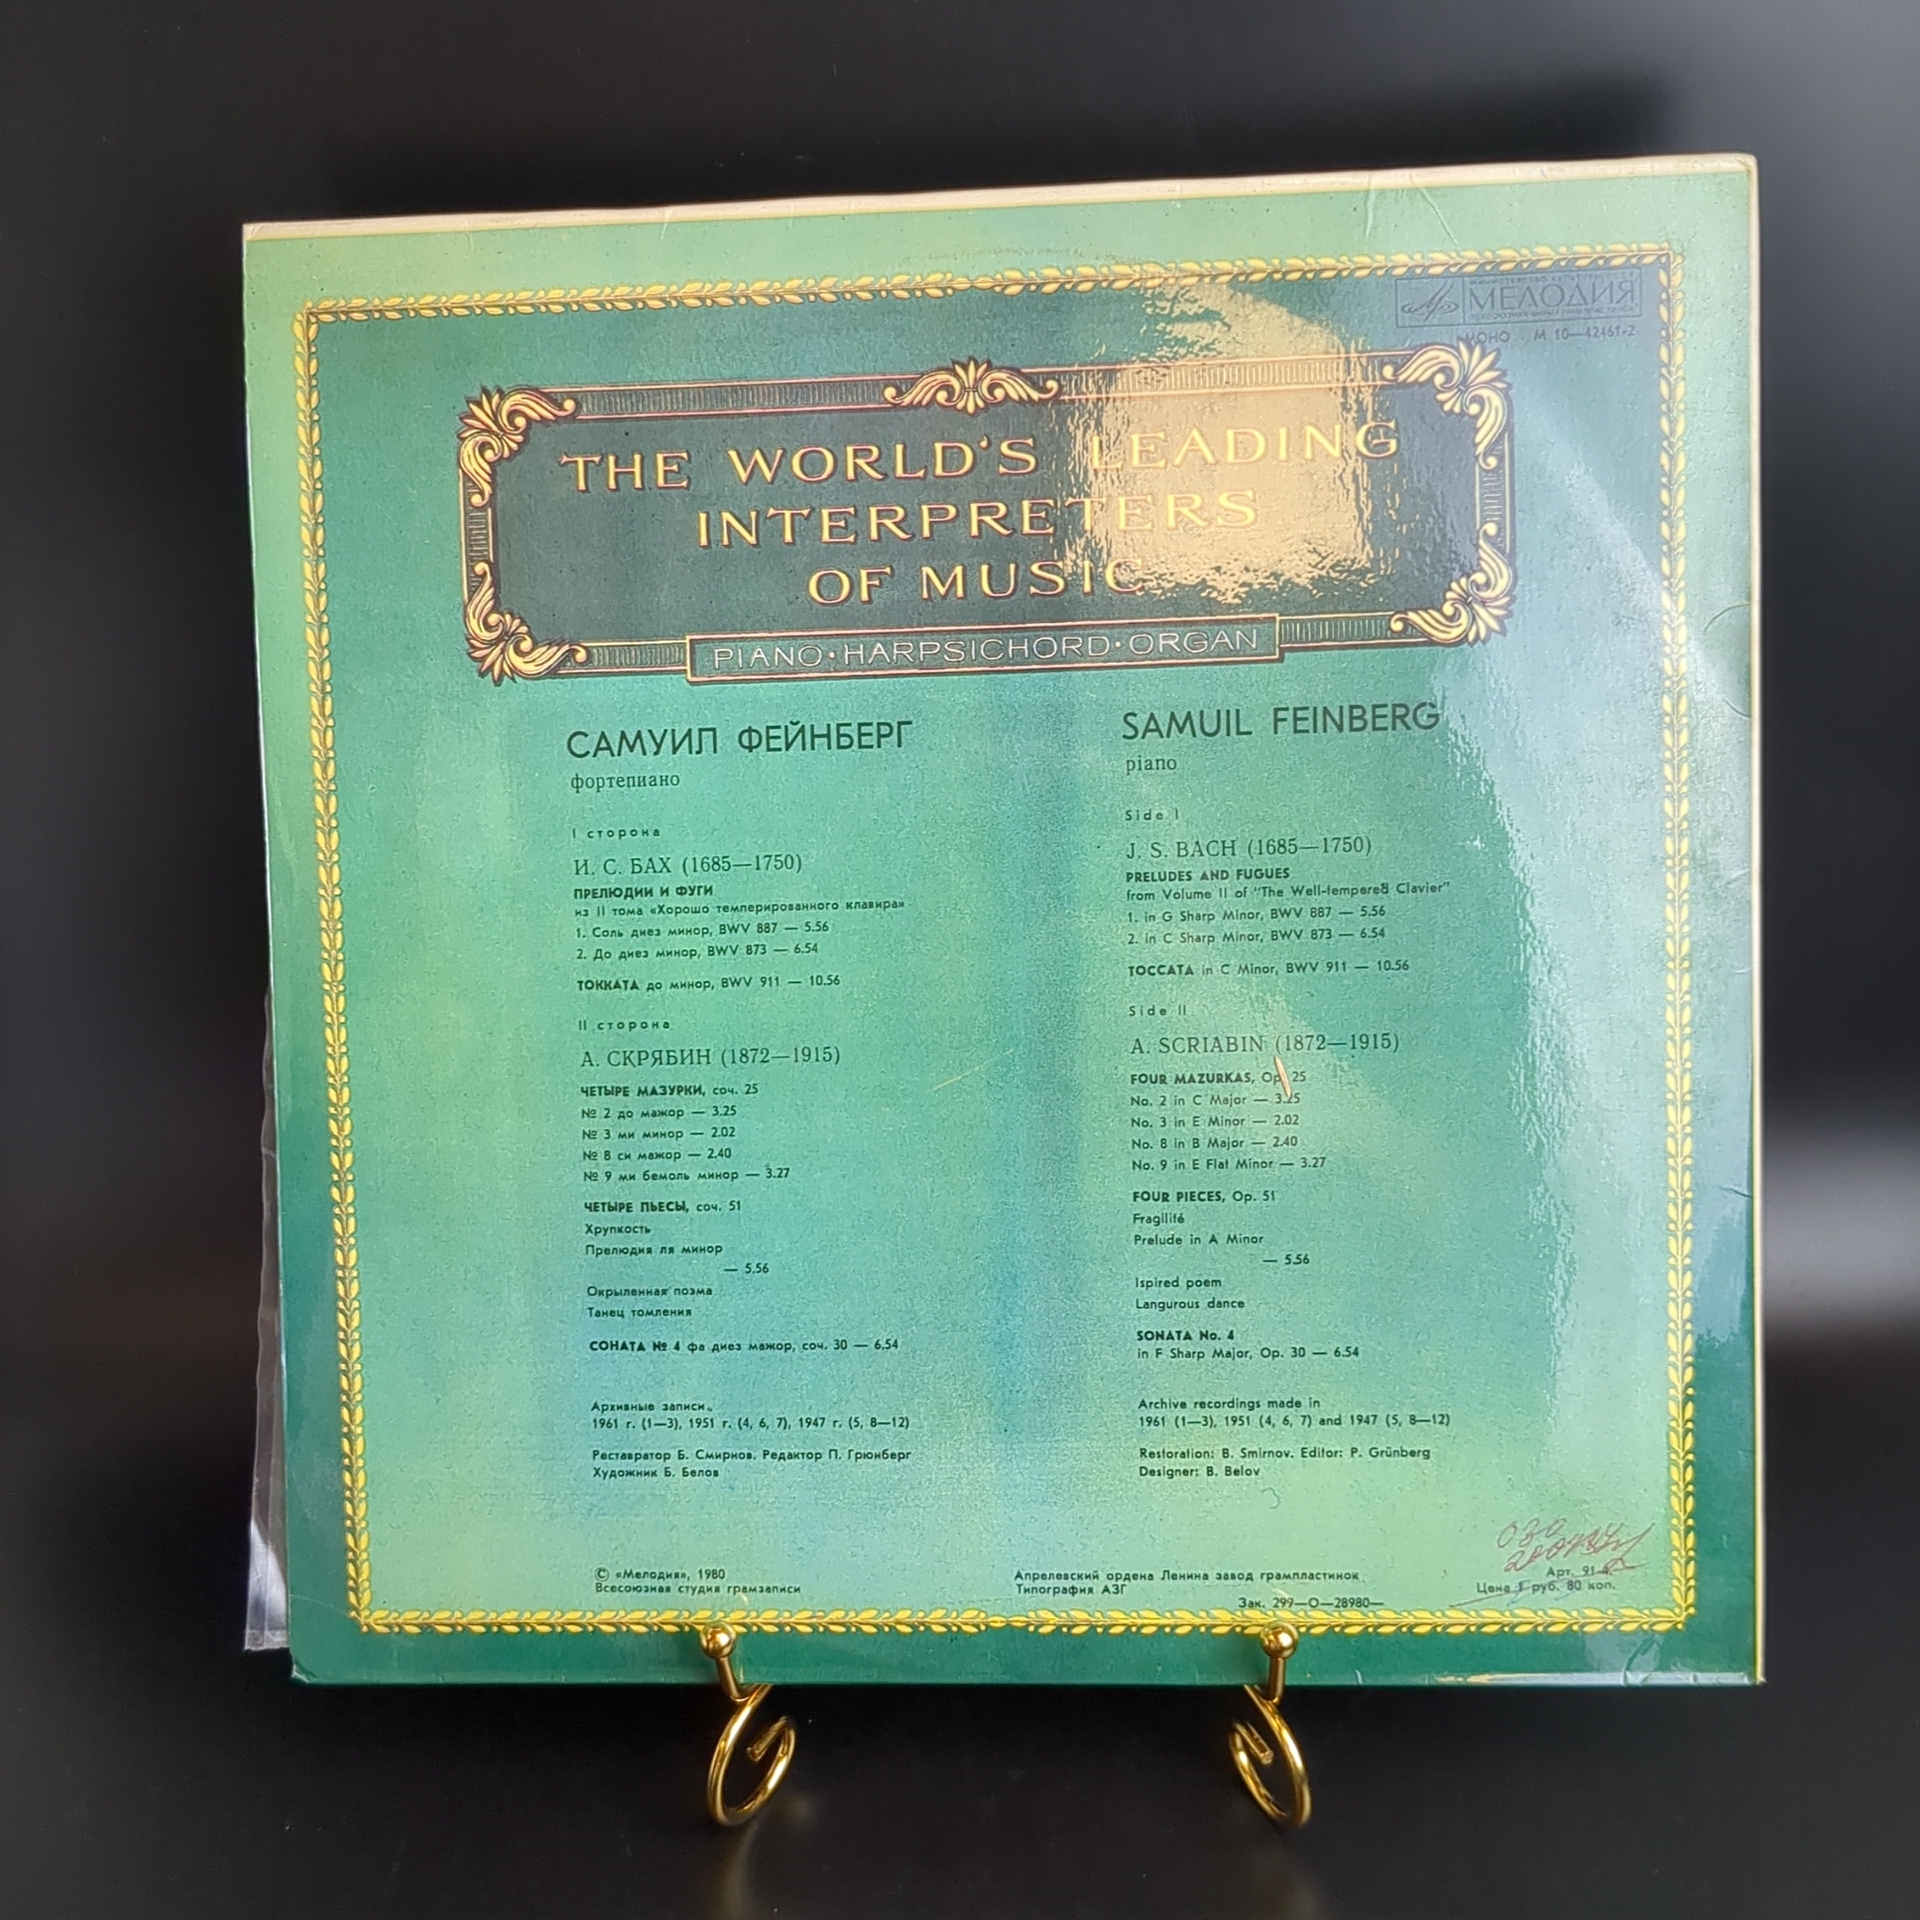 МЕЛОДИЯ
МОНО М 10—42461-2
THE WORLD'S LEADING
INTERPRETERS
OF MUSIC
PIANO·HARPSICHORD·ORGAN
САМУИЛ ФЕЙНБЕРГ
фортепиано
I сторона
И. С. БАХ (1685—1750)
ПРЕЛЮДИИ И ФУГИ
из II тома «Хорошо темперированного клавира»
1. Соль диез минор, BWV 887 — 5.56
2. До диез минор, BWV 873 — 6.54
ТОККАТА до минор, BWV 911 — 10.56
II сторона
А. СКРЯБИН (1872—1915)
ЧЕТЫРЕ МАЗУРКИ, соч. 25
№ 2 до мажор — 3.25
№ 3 ми минор — 2.02
№ 8 си мажор — 2.40
№ 9 ми бемоль минор — 3.27
ЧЕТЫРЕ ПЬЕСЫ, соч. 51
Хрупкость
Прелюдия ля минор
— 5.56
Окрыленная поэма
Танец томления
СОНАТА № 4 фа диез мажор, соч. 30 — 6.54
Архивные записи
1961 г. (1—3), 1951 г. (4, 6, 7), 1947 г. (5, 8—12)
Реставратор Б. Смирнов. Редактор П. Грюнберг
Художник Б. Белов
SAMUIL FEINBERG
piano
Side I
J. S. BACH (1685—1750)
PRELUDES AND FUGUES
from Volume II of "The Well-tempered Clavier"
1. in G Sharp Minor, BWV 887 — 5.56
2. in C Sharp Minor, BWV 873 — 6.54
TOCCATA in C Minor, BWV 911 — 10.56
Side II
A. SCRIABIN (1872—1915)
FOUR MAZURKAS, Op. 25
No. 2 in C Major — 3.25
No. 3 in E Minor — 2.02
No. 8 in B Major — 2.40
No. 9 in E Flat Minor — 3.27
FOUR PIECES, Op. 51
Fragilité
Prelude in A Minor
— 5.56
Ispired poem
Langurous dance
SONATA No. 4
in F Sharp Major, Op. 30 — 6.54
Archive recordings made in
1961 (1—3), 1951 (4, 6, 7) and 1947 (5, 8—12)
Restoration: B. Smirnov. Editor: P. Grünberg
Designer: B. Belov
© «Мелодия», 1980
Всесоюзная студия грамзаписи
Апрелевский ордена Ленина завод грампластинок
Типография АЗГ
Зак. 299—О—28980—
Арт. 91-4
Цена 1 руб. 80 коп.